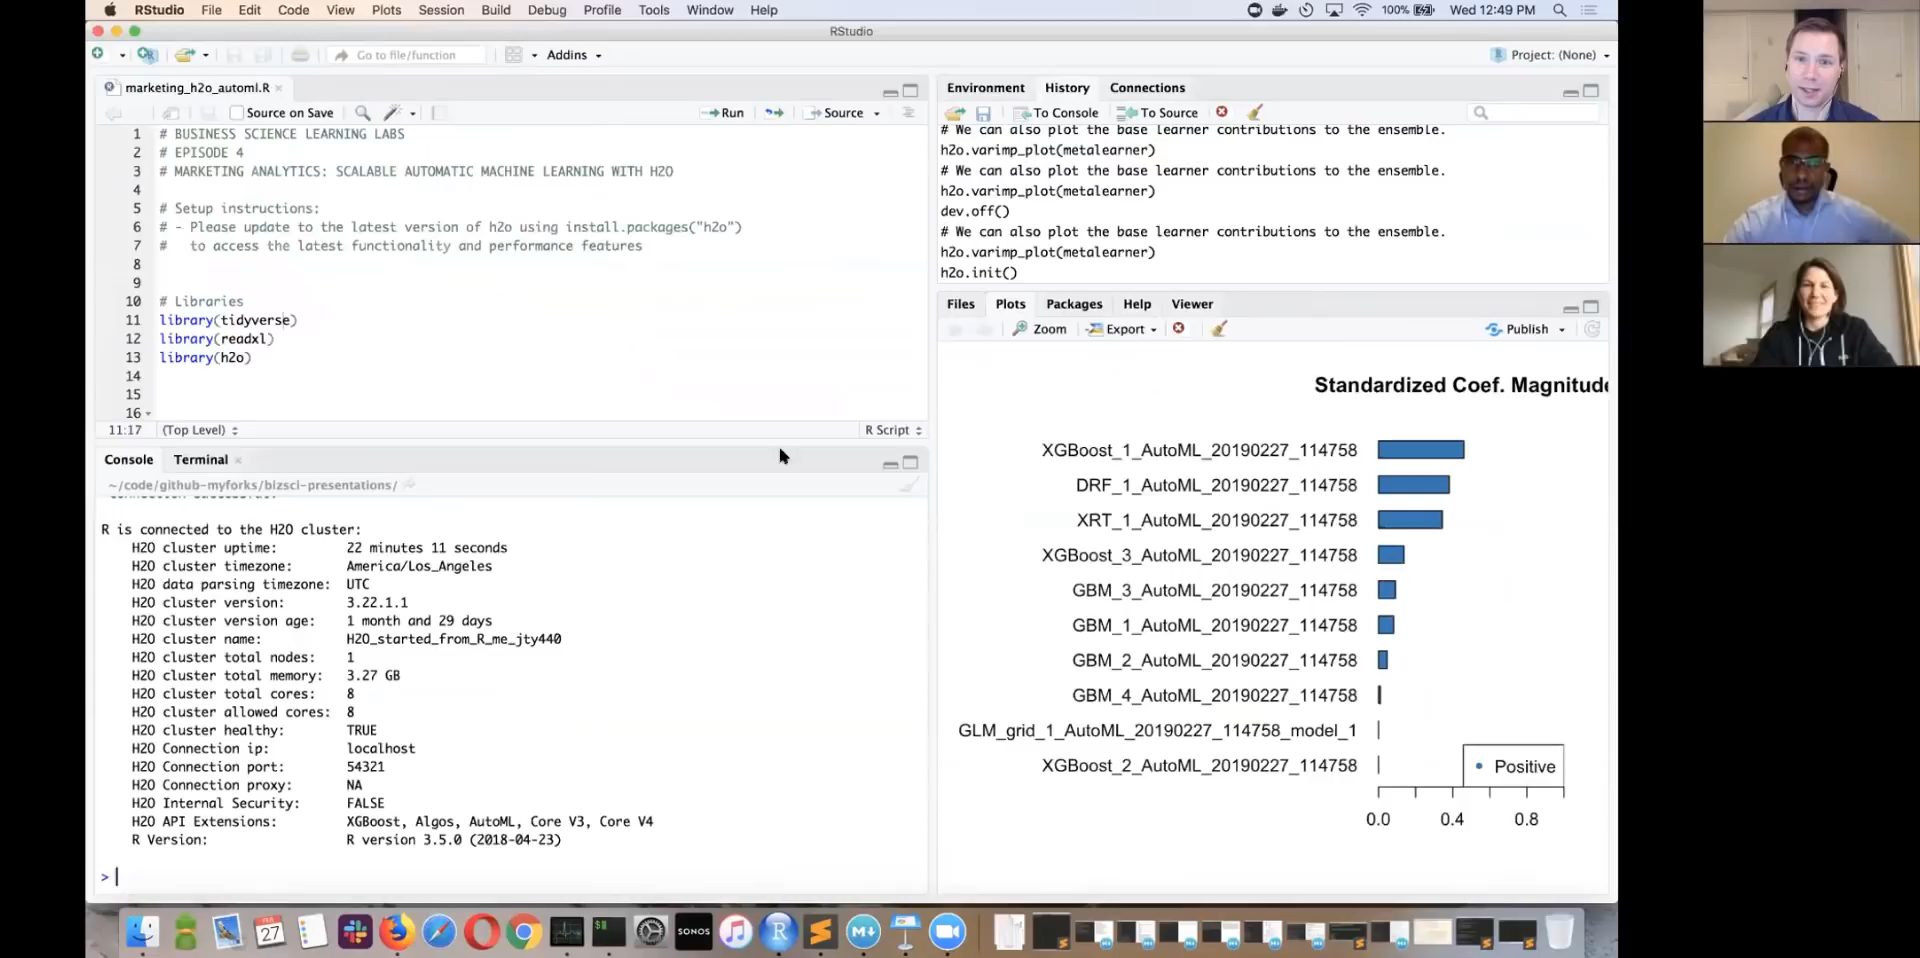 RStudio File Edit Code View Plots Session Build Debug Profile Tools Window Help
100% Wed 12:49 PM
RStudio
Go to file/function
Addins
Project: (None)
marketing_h2o_automl.R
Source on Save
Run
Source
1 # BUSINESS SCIENCE LEARNING LABS
2 # EPISODE 4
3 # MARKETING ANALYTICS: SCALABLE AUTOMATIC MACHINE LEARNING WITH H2O
4
5 # Setup instructions:
6 # - Please update to the latest version of h2o using install.packages("h2o")
7 #   to access the latest functionality and performance features
8
9
10 # Libraries
11 library(tidyverse)
12 library(readxl)
13 library(h2o)
14
15
16
11:17 (Top Level) R Script
Console Terminal
~/code/github-myforks/bizsci-presentations/
R is connected to the H2O cluster:
H2O cluster uptime: 22 minutes 11 seconds
H2O cluster timezone: America/Los_Angeles
H2O data parsing timezone: UTC
H2O cluster version: 3.22.1.1
H2O cluster version age: 1 month and 29 days
H2O cluster name: H2O_started_from_R_me_jty440
H2O cluster total nodes: 1
H2O cluster total memory: 3.27 GB
H2O cluster total cores: 8
H2O cluster allowed cores: 8
H2O cluster healthy: TRUE
H2O Connection ip: localhost
H2O Connection port: 54321
H2O Connection proxy: NA
H2O Internal Security: FALSE
H2O API Extensions: XGBoost, Algos, AutoML, Core V3, Core V4
R Version: R version 3.5.0 (2018-04-23)
>
Environment History Connections
To Console To Source
# We can also plot the base learner contributions to the ensemble.
h2o.varimp_plot(metalearner)
# We can also plot the base learner contributions to the ensemble.
h2o.varimp_plot(metalearner)
dev.off()
# We can also plot the base learner contributions to the ensemble.
h2o.varimp_plot(metalearner)
h2o.init()
Files Plots Packages Help Viewer
Zoom Export Publish
Standardized Coef. Magnitude
XGBoost_1_AutoML_20190227_114758
DRF_1_AutoML_20190227_114758
XRT_1_AutoML_20190227_114758
XGBoost_3_AutoML_20190227_114758
GBM_3_AutoML_20190227_114758
GBM_1_AutoML_20190227_114758
GBM_2_AutoML_20190227_114758
GBM_4_AutoML_20190227_114758
GLM_grid_1_AutoML_20190227_114758_model_1
XGBoost_2_AutoML_20190227_114758
Positive
0.0 0.4 0.8
FEB
27
SONOS